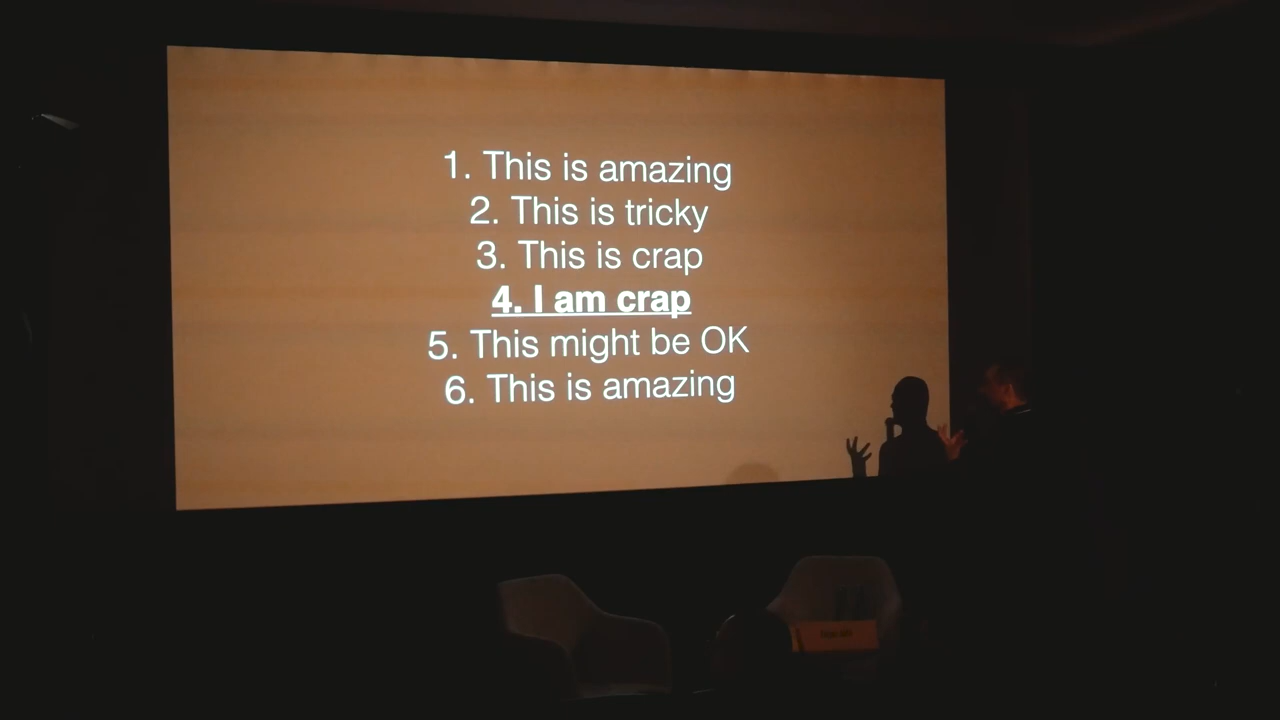 1. This is amazing
2. This is tricky
3. This is crap
4. I am crap
5. This might be OK
6. This is amazing